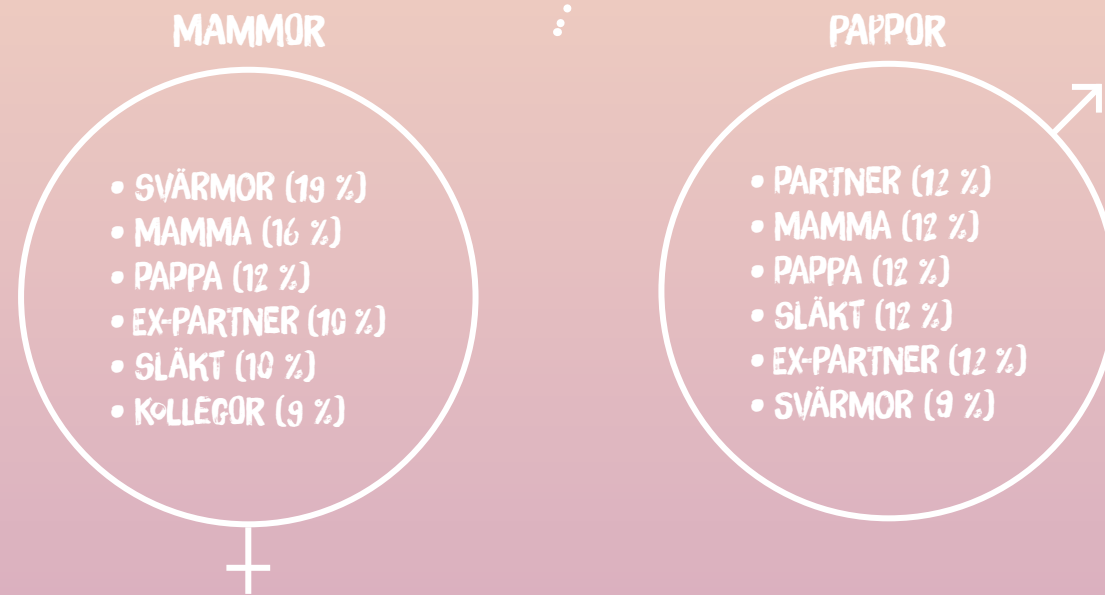 MAMMOR
• SVÄRMOR (19 %)
• MAMMA (16 %)
• PAPPA (12 %)
• EX-PARTNER (10 %)
• SLÄKT (10 %)
• KOLLEGOR (9 %)
PAPPOR
• PARTNER (12 %)
• MAMMA (12 %)
• PAPPA (12 %)
• SLÄKT (12 %)
• EX-PARTNER (12 %)
• SVÄRMOR (9 %)